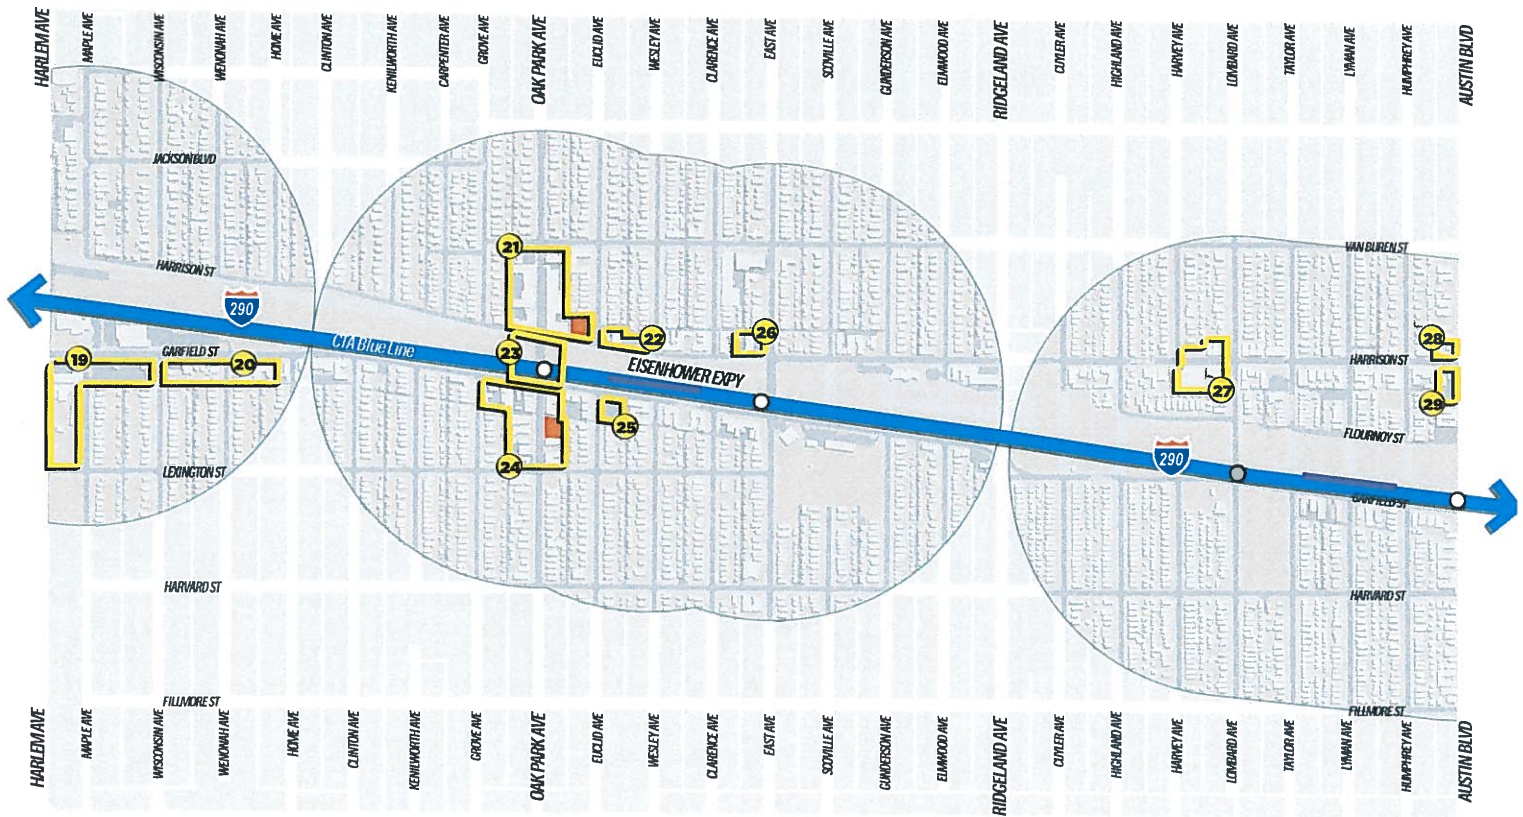 HARLEM AVE
MAPLE AVE
WISCONSIN AVE
WENONAH AVE
HOME AVE
CLINTON AVE
KENILWORTH AVE
CARPENTER AVE
GROVE AVE
OAK PARK AVE
EUCLID AVE
WESLEY AVE
CLARENCE AVE
EAST AVE
SCOVILLE AVE
GUNDERSON AVE
ELMWOOD AVE
RIDGELAND AVE
CUYLER AVE
HIGHLAND AVE
HARVEY AVE
LOMBARD AVE
TAYLOR AVE
LYMAN AVE
HUMPHREY AVE
AUSTIN BLVD
JACKSON BLVD
VAN BUREN ST
21
HARRISON ST
290
CTA Blue Line
23
22
26
28
19
GARFIELD ST
20
EISENHOWER EXPY
HARRISON ST
27
29
25
24
FLOURNOY ST
290
LEXINGTON ST
GARFIELD ST
HARVARD ST
HARVARD ST
FILLMORE ST
FILLMORE ST
HARLEM AVE
MAPLE AVE
WISCONSIN AVE
WENONAH AVE
HOME AVE
CLINTON AVE
KENILWORTH AVE
GROVE AVE
OAK PARK AVE
EUCLID AVE
WESLEY AVE
CLARENCE AVE
EAST AVE
SCOVILLE AVE
GUNDERSON AVE
ELMWOOD AVE
RIDGELAND AVE
CUYLER AVE
HIGHLAND AVE
HARVEY AVE
LOMBARD AVE
TAYLOR AVE
LYMAN AVE
HUMPHREY AVE
AUSTIN BLVD